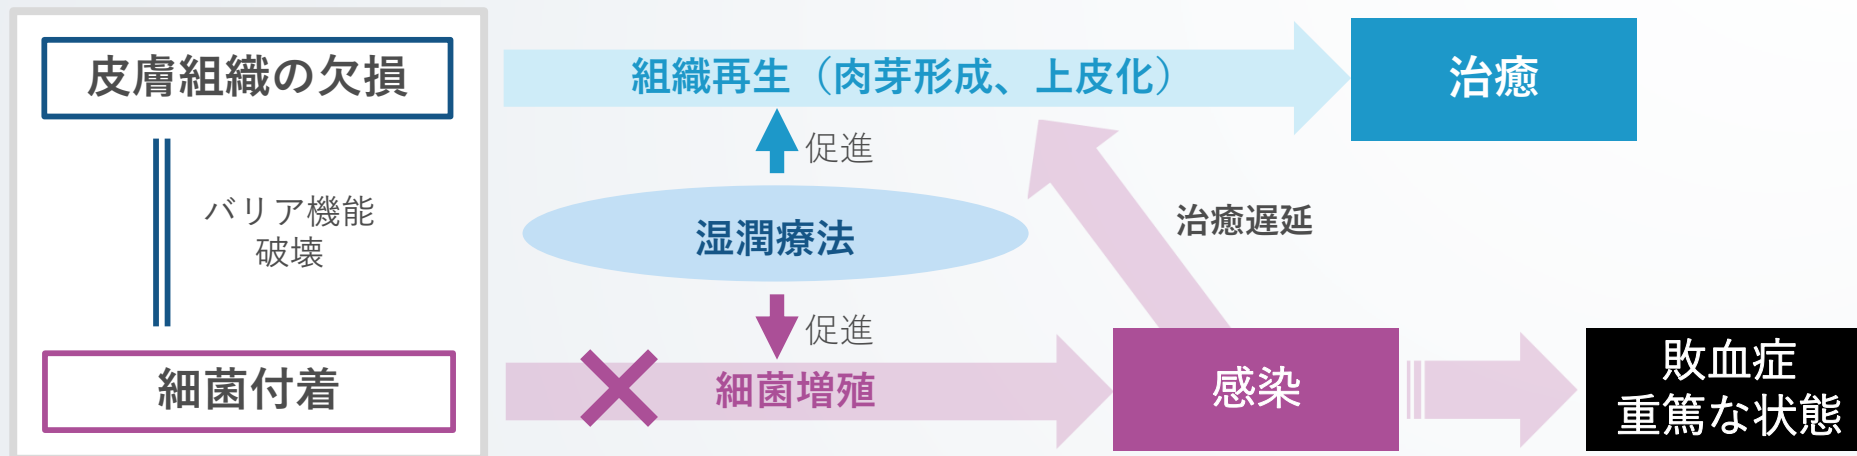 皮膚組織の欠損
組織再生（肉芽形成、上皮化）
治癒
促進
バリア機能
破壊
湿潤療法
治癒遅延
促進
細菌付着
細菌増殖
感染
敗血症
重篤な状態